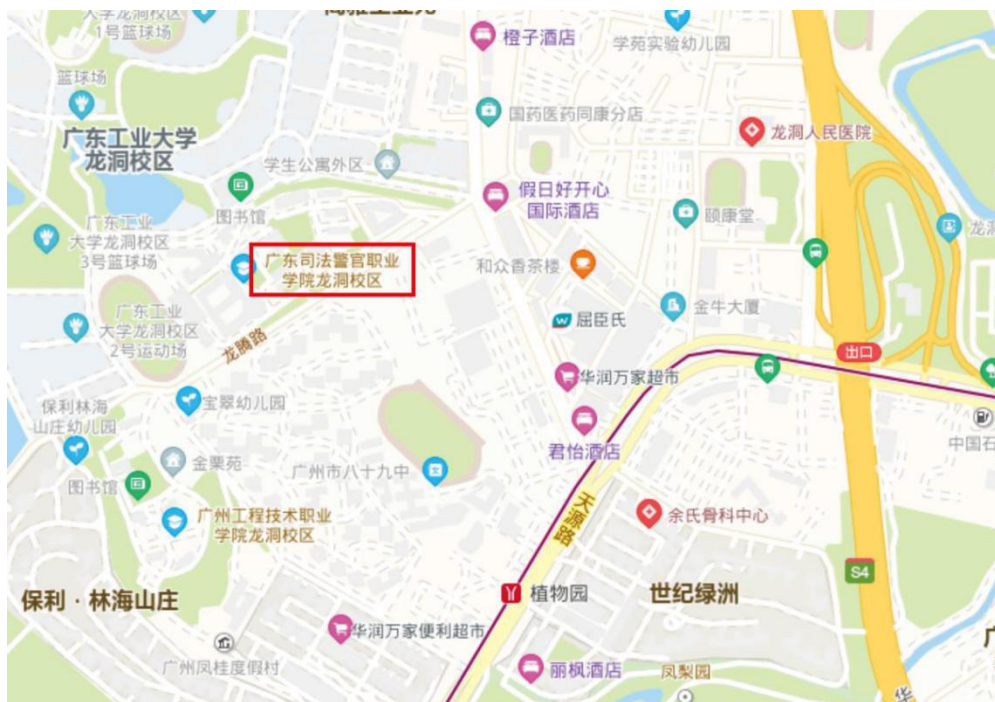 1号篮球场
橙子酒店
学苑实验幼儿园
篮球场
国药医药同康分店
龙洞人民医院
广东工业大学
龙洞校区
学生公寓外区
假日好开心
国际酒店
图书馆
颐康堂
广东工业
大学龙洞校区
3号篮球场
广东司法警官职业
学院龙洞校区
和众香茶楼
广东工业
大学龙洞校区
2号运动场
屈臣氏
金牛大厦
龙腾路
出口
华润万家超市
保利林海
山庄幼儿园
宝翠幼儿园
君怡酒店
中国石
金栗苑
广州市八十九中
图书馆
广州工程技术职业
学院龙洞校区
天源路
余氏骨科中心
S4
保利·林海山庄
植物园
世纪绿洲
华润万家便利超市
广州凤桂度假村
丽枫酒店
凤梨园
华